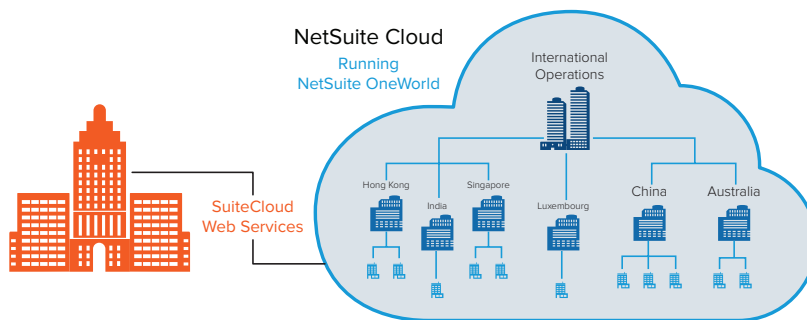 NetSuite Cloud
Running
NetSuite OneWorld
International
Operations
Hong Kong
India
Singapore
Luxembourg
China
Australia
SuiteCloud
Web Services